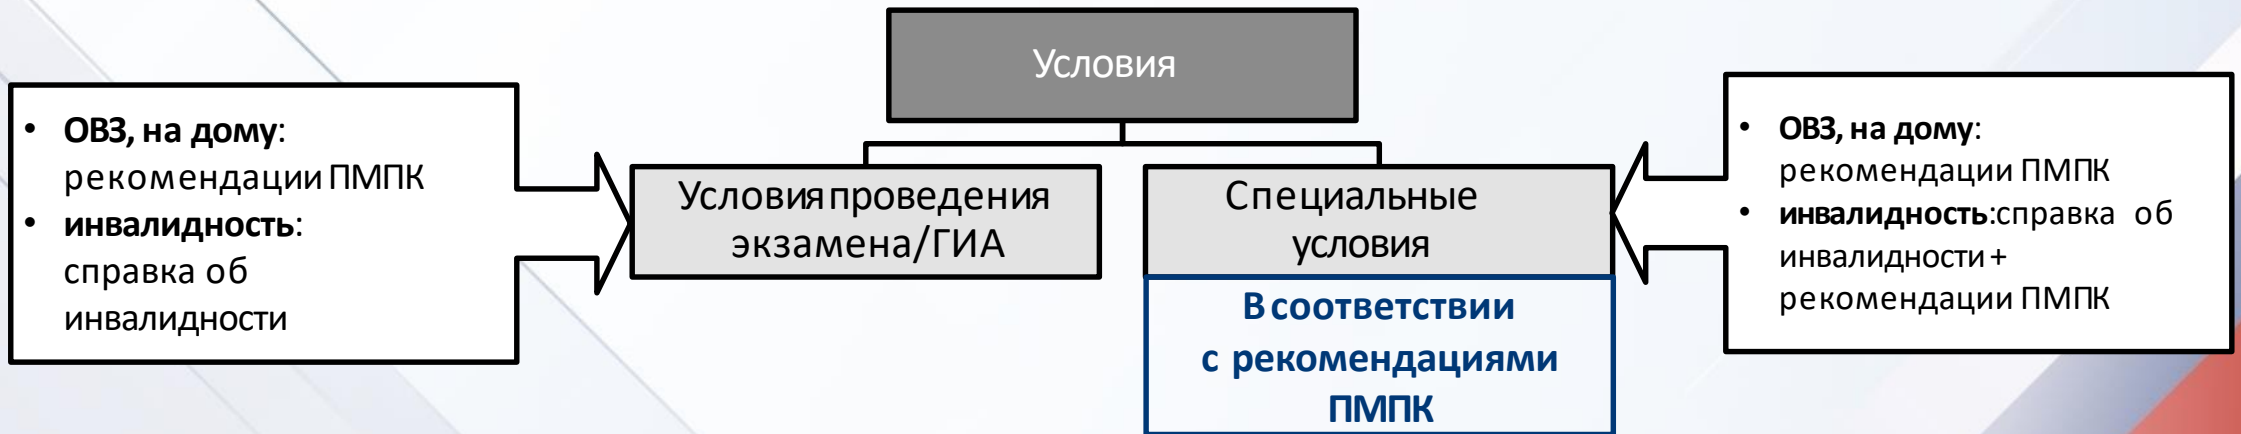 Условия
• ОВЗ, на дому:
рекомендации ПМПК
• инвалидность:
справка об
инвалидности
Условия проведения
экзамена/ГИА
Специальные
условия
В соответствии
с рекомендациями
ПМПК
• ОВЗ, на дому:
рекомендации ПМПК
• инвалидность:справка об
инвалидности +
рекомендации ПМПК